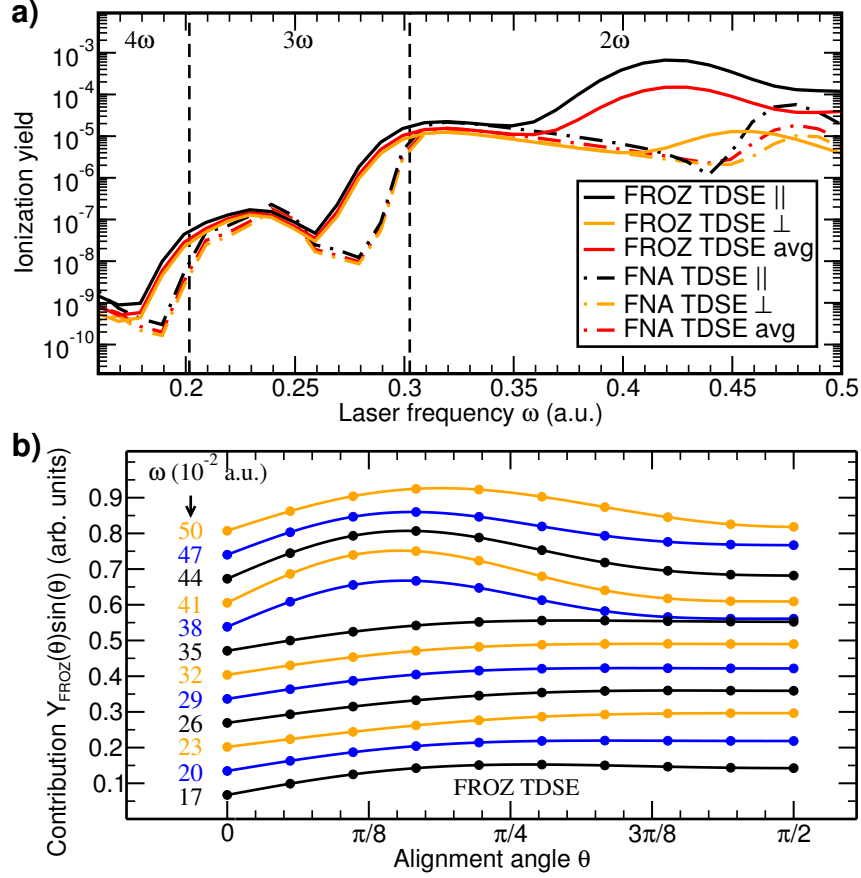 a)
4ω 3ω 2ω
10⁻³
10⁻⁴
10⁻⁵
10⁻⁶
10⁻⁷
10⁻⁸
10⁻⁹
10⁻¹⁰
Ionization yield
FROZ TDSE ||
FROZ TDSE ⊥
FROZ TDSE avg
FNA TDSE ||
FNA TDSE ⊥
FNA TDSE avg
0.2 0.25 0.3 0.35 0.4 0.45 0.5
Laser frequency ω (a.u.)
b)
ω (10⁻² a.u.)
0.9
0.8
0.7
0.6
0.5
0.4
0.3
0.2
0.1
Contribution Y_FROZ(θ)sin(θ) (arb. units)
50
47
44
41
38
35
32
29
26
23
20
17
FROZ TDSE
0 π/8 π/4 3π/8 π/2
Alignment angle θ